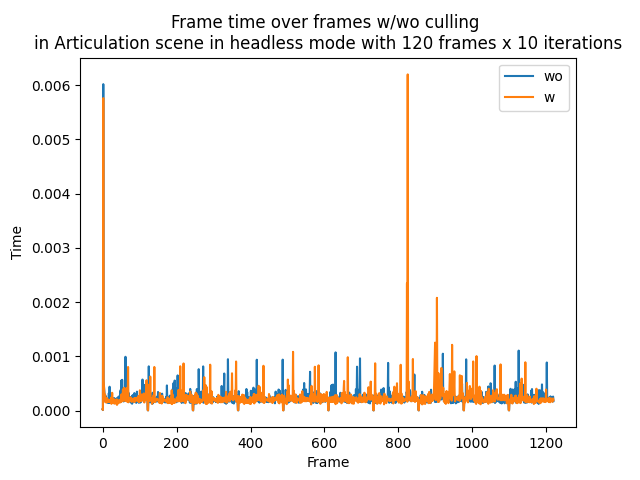 Frame time over frames w/wo culling
in Articulation scene in headless mode with 120 frames x 10 iterations
wo
w
0.006
0.005
0.004
0.003
0.002
0.001
0.000
Time
0 200 400 600 800 1000 1200
Frame